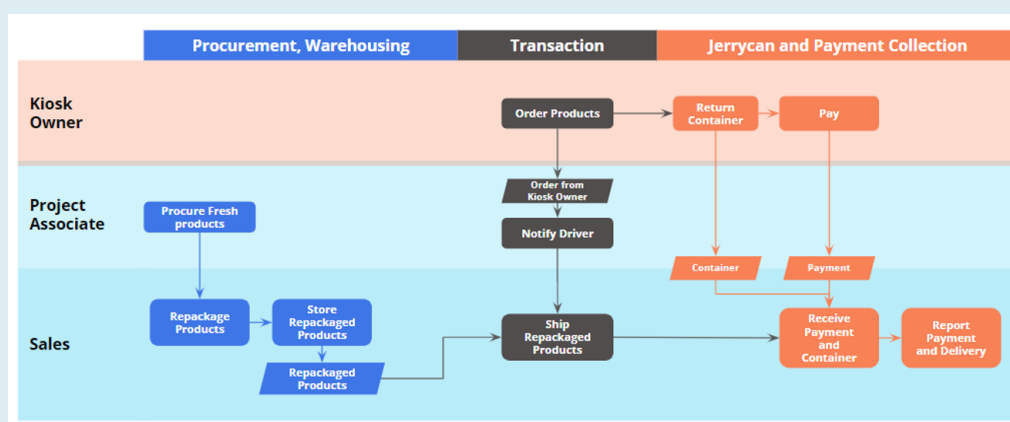 Procurement, Warehousing
Transaction
Jerrycan and Payment Collection
Kiosk
Owner
Order Products
Return
Container
Pay
Project
Associate
Order from
Kiosk Owner
Procure Fresh
products
Notify Driver
Container
Payment
Sales
Repackage
Products
Store
Repackaged
Products
Repackaged
Products
Ship
Repackaged
Products
Receive
Payment
and
Container
Report
Payment
and Delivery